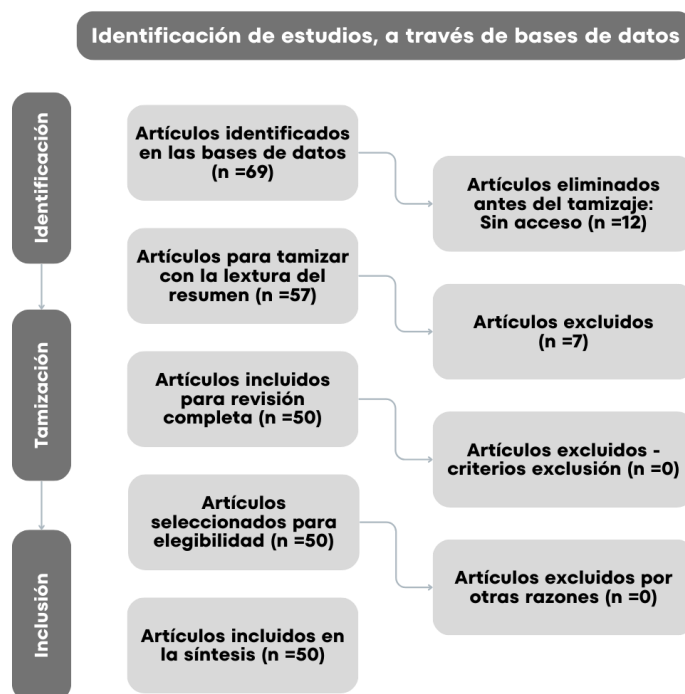 Identificación de estudios, a través de bases de datos
Identificación
Artículos identificados
en las bases de datos
(n =69)
Artículos eliminados
antes del tamizaje:
Sin acceso (n =12)
Artículos para tamizar
con la lextura del
resumen (n =57)
Artículos excluidos
(n =7)
Tamización
Artículos incluidos
para revisión
completa (n =50)
Artículos excluidos -
criterios exclusión (n =0)
Artículos
seleccionados para
elegibilidad (n =50)
Artículos excluidos por
otras razones (n =0)
Inclusión
Artículos incluidos en
la síntesis (n =50)